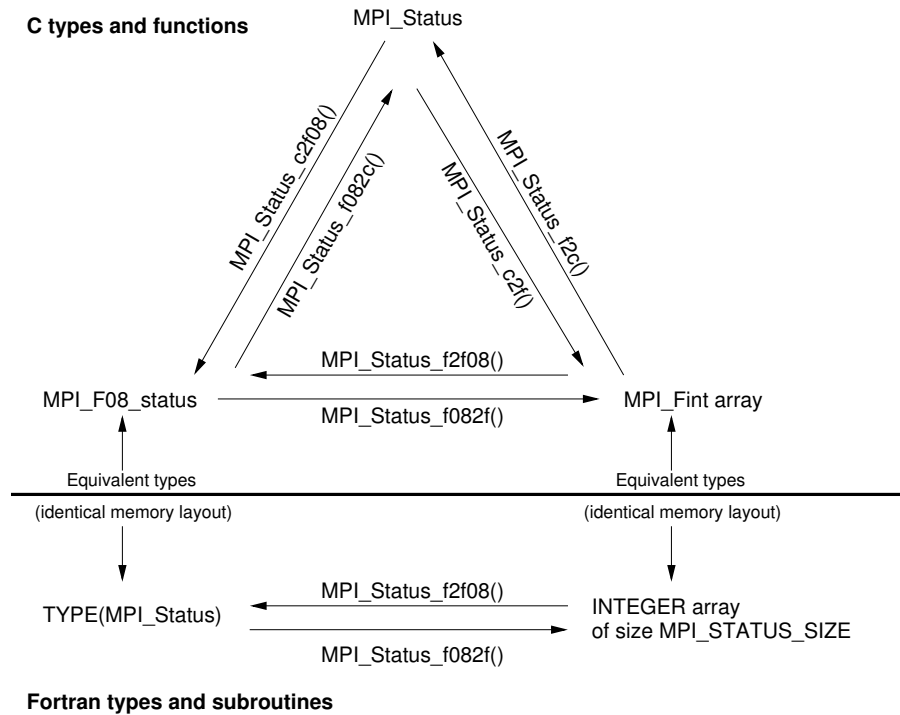 C types and functions
MPI_Status
MPI_Status_c2f08()
MPI_Status_f082c()
MPI_Status_c2f()
MPI_Status_f2c()
MPI_Status_f2f08()
MPI_F08_status
MPI_Fint array
MPI_Status_f082f()
Equivalent types
Equivalent types
(identical memory layout)
(identical memory layout)
MPI_Status_f2f08()
TYPE(MPI_Status)
INTEGER array
of size MPI_STATUS_SIZE
MPI_Status_f082f()
Fortran types and subroutines